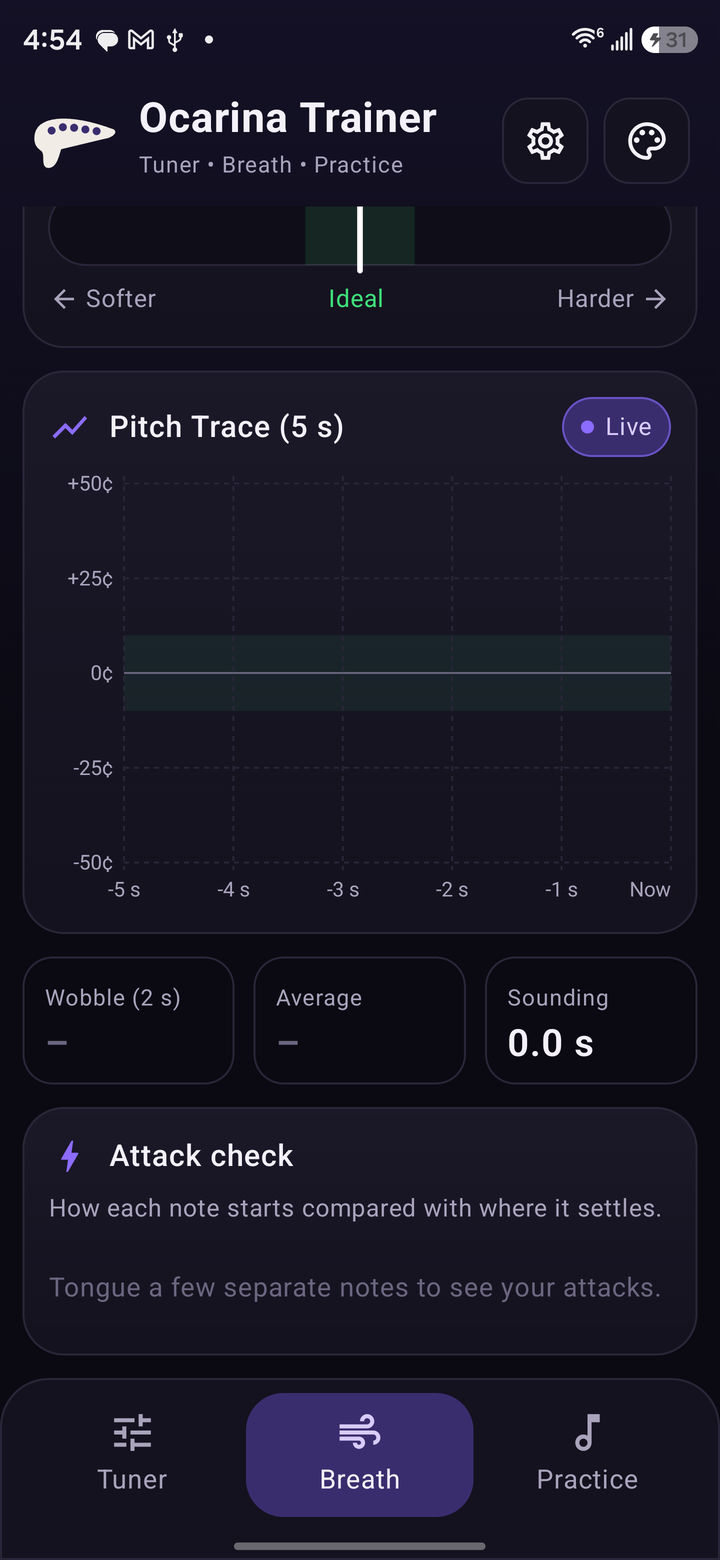 4:54
6
31
Ocarina Trainer
Tuner • Breath • Practice
← Softer Ideal Harder →
Pitch Trace (5 s)
Live
+50¢
+25¢
0¢
-25¢
-50¢
-5 s -4 s -3 s -2 s -1 s Now
Wobble (2 s)
–
Average
–
Sounding
0.0 s
Attack check
How each note starts compared with where it settles.
Tongue a few separate notes to see your attacks.
Tuner Breath Practice